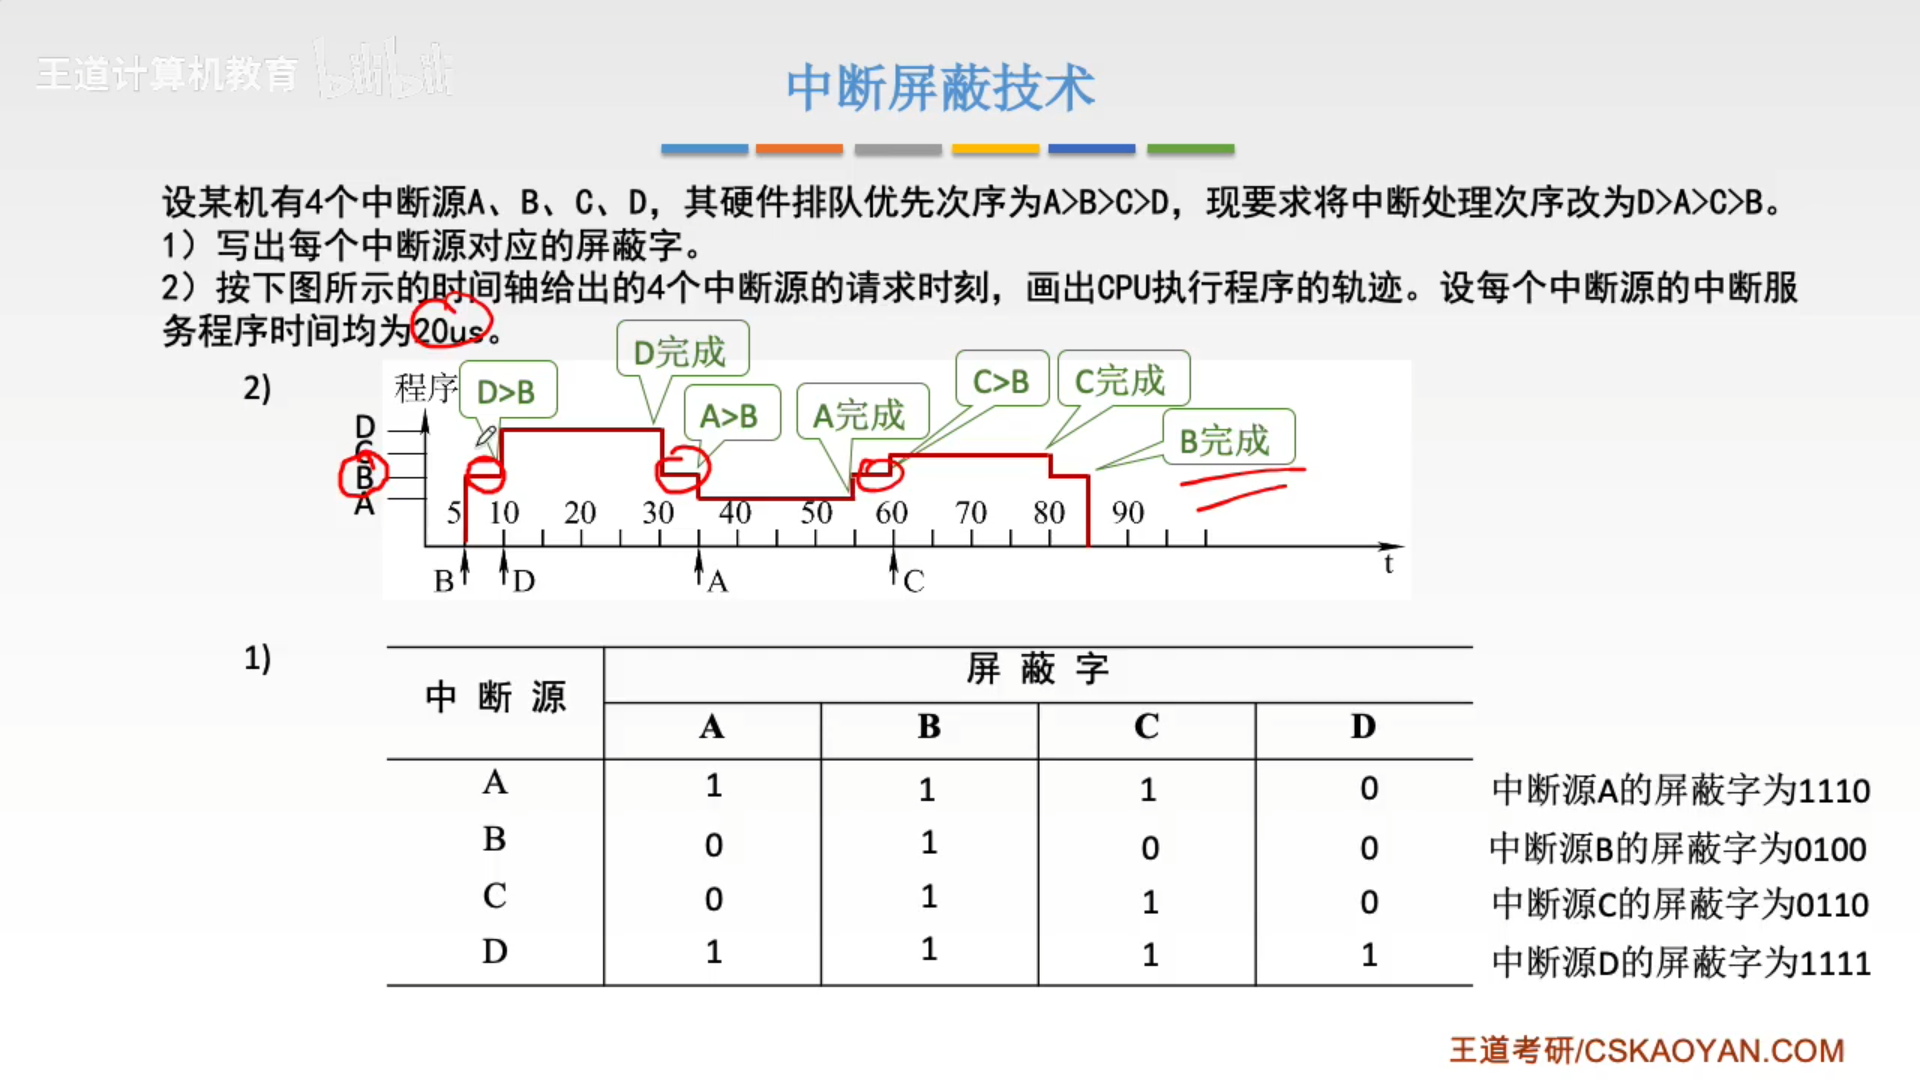 王道计算机教育 bilibili
中断屏蔽技术
设某机有4个中断源A、B、C、D，其硬件排队优先次序为A>B>C>D，现要求将中断处理次序改为D>A>C>B。
1）写出每个中断源对应的屏蔽字。
2）按下图所示的时间轴给出的4个中断源的请求时刻，画出CPU执行程序的轨迹。设每个中断源的中断服
务程序时间均为20us。
2)
程序
D>B
D完成
A>B
A完成
C>B
C完成
B完成
D
C
B
A
5 10 20 30 40 50 60 70 80 90
t
B D A C
1)
中断源 屏蔽字
A B C D
A 1 1 1 0 中断源A的屏蔽字为1110
B 0 1 0 0 中断源B的屏蔽字为0100
C 0 1 1 0 中断源C的屏蔽字为0110
D 1 1 1 1 中断源D的屏蔽字为1111
王道考研/CSKAOYAN.COM